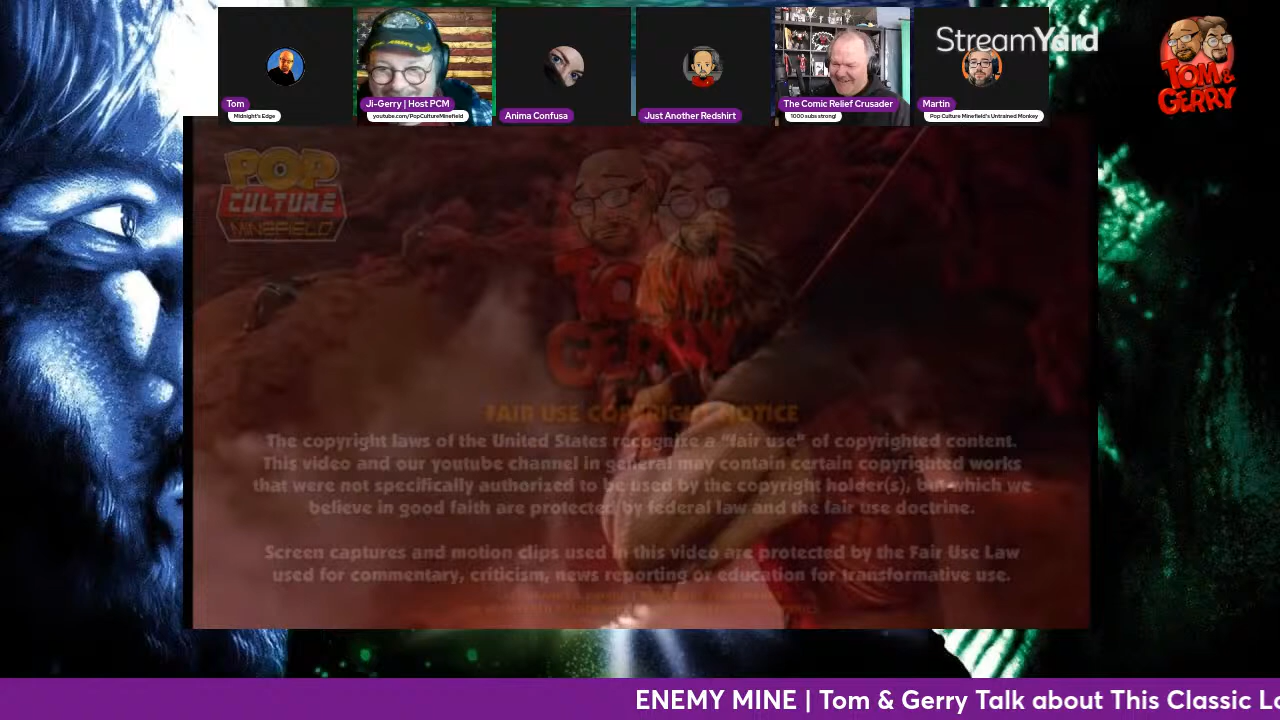 StreamYard
Tom
Midnight's Edge
Ji-Gerry | Host PCM
youtube.com/PopCultureMinefield
Anima Confusa
Just Another Redshirt
The Comic Relief Crusader
1000 subs strong!
Martin
Pop Culture Minefield's Untrained Monkey
TOM &
GERRY
POP
CULTURE
MINEFIELD
TOM &
GERRY
FAIR USE COPYRIGHT NOTICE
The copyright laws of the United States recognize a "fair use" of copyrighted content.
This video and our youtube channel in general may contain certain copyrighted works
that were not specifically authorized to be used by the copyright holder(s), but which we
believe in good faith are protected by federal law and the fair use doctrine.
Screen captures and motion clips used in this video are protected by the Fair Use Law
used for commentary, criticism, news reporting or education for transformative use.
ENEMY MINE | Tom & Gerry Talk about This Classic Lo